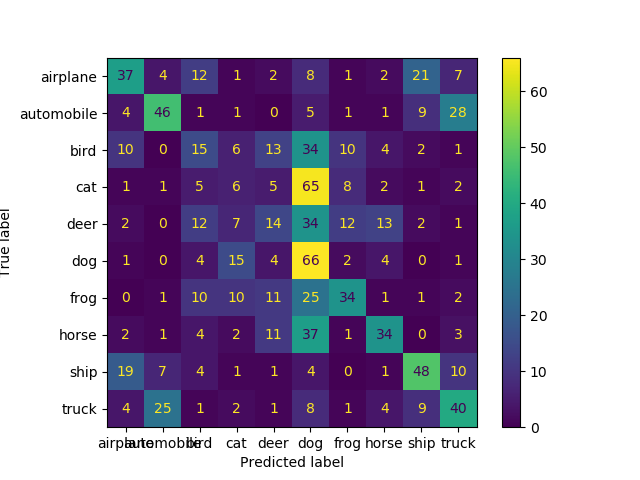 airplane 37 4 12 1 2 8 1 2 21 7
automobile 4 46 1 1 0 5 1 1 9 28
bird 10 0 15 6 13 34 10 4 2 1
cat 1 1 5 6 5 65 8 2 1 2
deer 2 0 12 7 14 34 12 13 2 1
dog 1 0 4 15 4 66 2 4 0 1
frog 0 1 10 10 11 25 34 1 1 2
horse 2 1 4 2 11 37 1 34 0 3
ship 19 7 4 1 1 4 0 1 48 10
truck 4 25 1 2 1 8 1 4 9 40
airplane automobile bird cat deer dog frog horse ship truck
Predicted label
True label
60
50
40
30
20
10
0